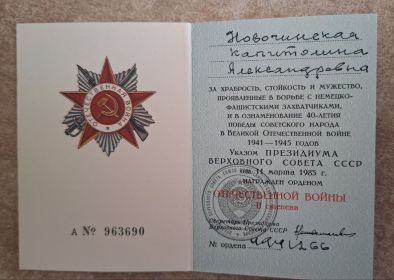 ОТЕЧЕСТВЕННАЯ ВОЙНА
А № 963690
Новочинская
Капитолина
Александровна
ЗА ХРАБРОСТЬ, СТОЙКОСТЬ И МУЖЕСТВО,
ПРОЯВЛЕННЫЕ В БОРЬБЕ С НЕМЕЦКО-
ФАШИСТСКИМИ ЗАХВАТЧИКАМИ,
И В ОЗНАМЕНОВАНИЕ 40-ЛЕТИЯ
ПОБЕДЫ СОВЕТСКОГО НАРОДА
В ВЕЛИКОЙ ОТЕЧЕСТВЕННОЙ ВОЙНЕ
1941—1945 ГОДОВ
Указом ПРЕЗИДИУМА
ВЕРХОВНОГО СОВЕТА СССР
от 11 марта 1985 г.
НАГРАЖДЕН ОРДЕНОМ
ОТЕЧЕСТВЕННОЙ ВОЙНЫ
II степени
Секретарь Президиума
Верховного Совета СССР
№ ордена